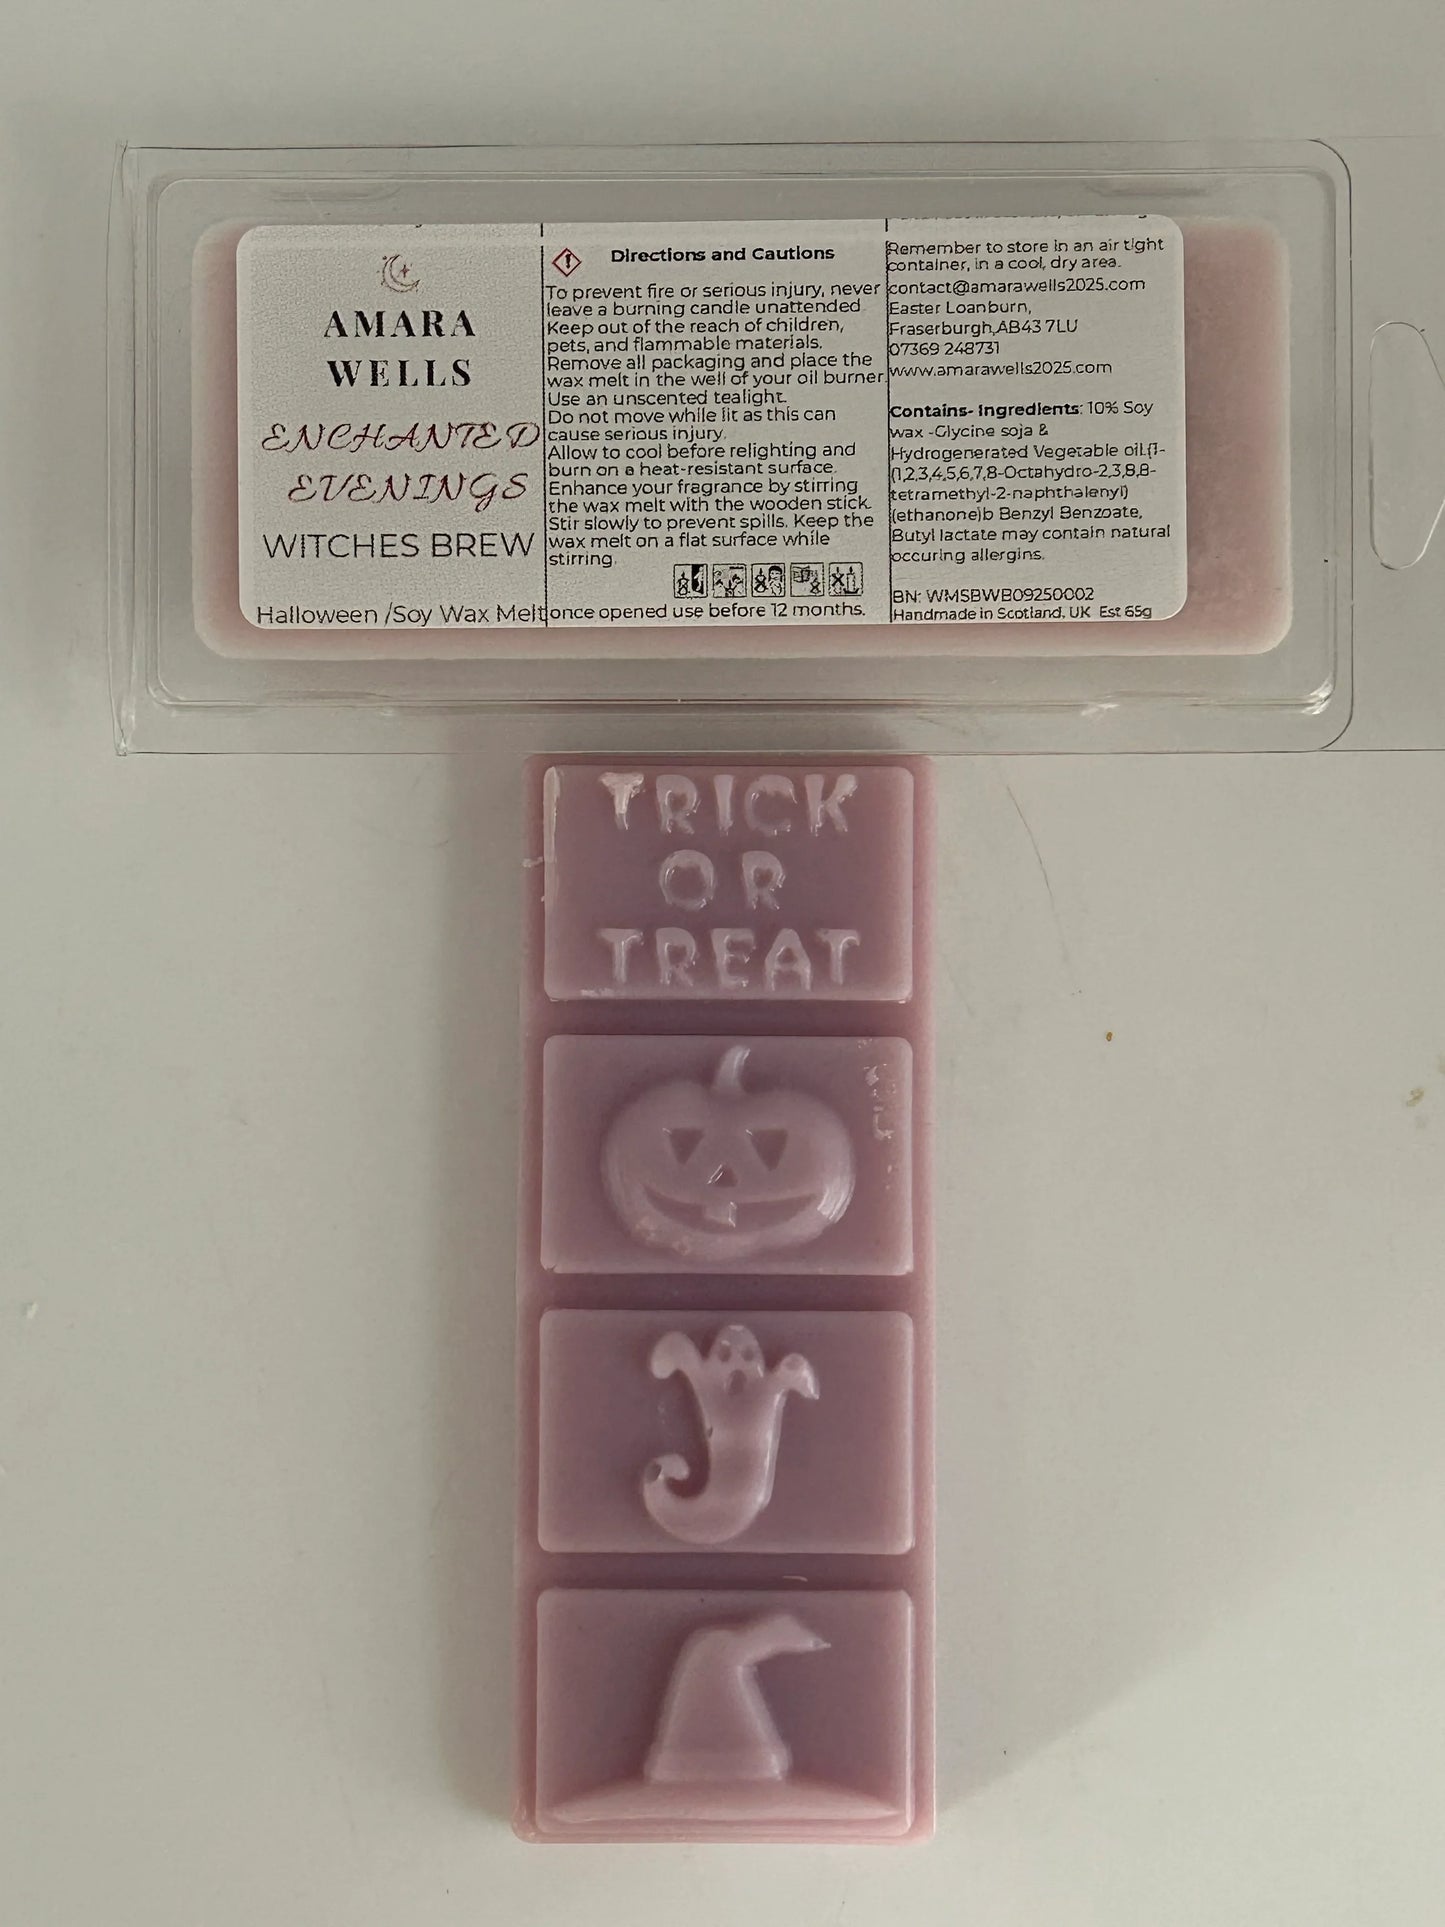 AMARA
WELLS
ENCHANTED
EVENINGS
WITCHES BREW
Halloween /Soy Wax Melt
Directions and Cautions
To prevent fire or serious injury, never
leave a burning candle unattended
Keep out of the reach of children,
pets, and flammable materials.
Remove all packaging and place the
wax melt in the well of your oil burner.
Use an unscented tealight.
Do not move while lit as this can
cause serious injury.
Allow to cool before relighting and
burn on a heat-resistant surface.
Enhance your fragrance by stirring
the wax melt with the wooden stick.
Stir slowly to prevent spills. Keep the
wax melt on a flat surface while
stirring.
once opened use before 12 months.
Remember to store in an air tight
container, in a cool, dry area.
contact@amarawells2025.com
Easter Loanburn,
Fraserburgh,AB43 7LU
07369 248731
www.amarawells2025.com
Contains- Ingredients: 10% Soy
wax -Glycine soja &
Hydrogenerated Vegetable oil.(1-
(1,2,3,4,5,6,7,8-Octahydro-2,3,8,8-
tetramethyl-2-naphthalenyl)
(ethanone)b Benzyl Benzoate,
Butyl lactate may contain natural
occuring allergins.
BN: WMSBWB09250002
Handmade in Scotland, UK Est 65g
TRICK
OR
TREAT